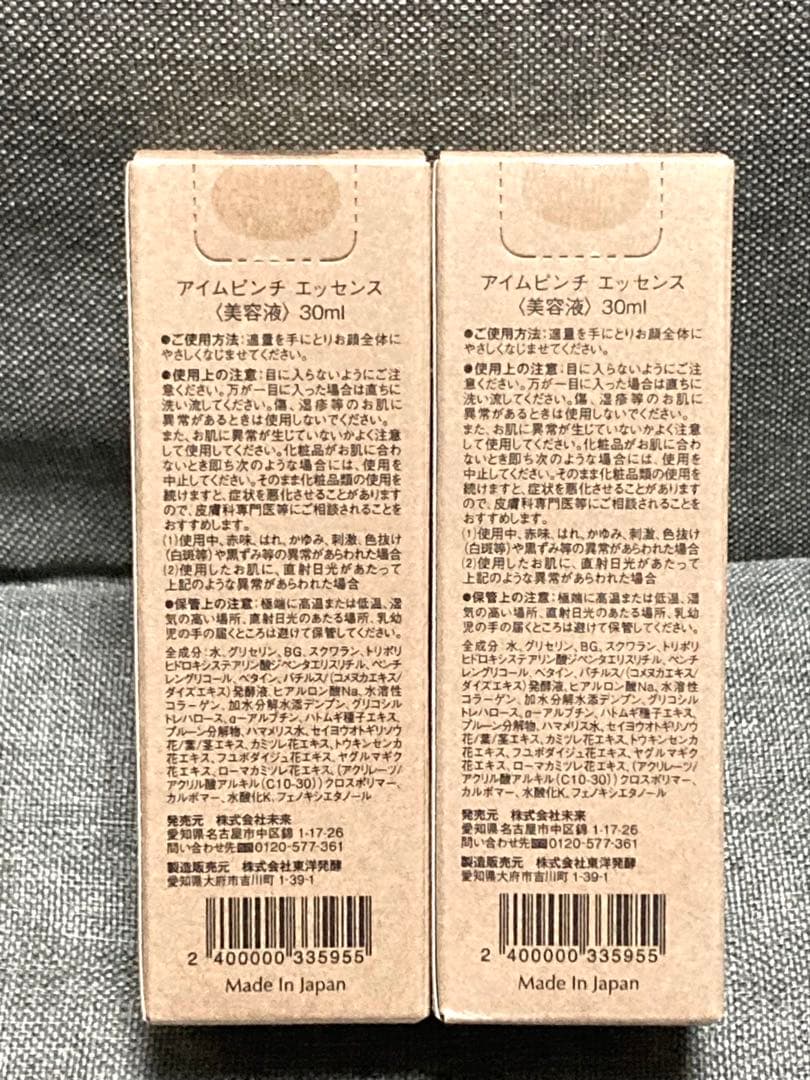 アイムピンチ エッセンス
〈美容液〉30ml
●ご使用方法:適量を手にとりお顔全体に
やさしくなじませてください。
●使用上の注意:目に入らないようにご注
意ください。万が一目に入った場合は直ちに
洗い流してください。傷、湿疹等のお肌に
異常があるときは使用しないでください。
また、お肌に異常が生じていないかよく注意
して使用してください。化粧品がお肌に合わ
ないとき即ち次のような場合には、使用を
中止してください。そのまま化粧品類の使用を
続けますと、症状を悪化させることがあります
ので、皮膚科専門医等にご相談されることを
おすすめします。
(1)使用中、赤味、はれ、かゆみ、刺激、色抜け
(白斑等)や黒ずみ等の異常があらわれた場合
(2)使用したお肌に、直射日光があたって
上記のような異常があらわれた場合
●保管上の注意:極端に高温または低温、湿
気の高い場所、直射日光のあたる場所、乳幼
児の手の届くところは避けて保管してください。
全成分:水、グリセリン、BG、スクワラン、トリポリ
ヒドロキシステアリン酸ジペンタエリスリチル、ペンチ
レングリコール、ベタイン、バチルス/(コメヌカエキス/
ダイズエキス)発酵液、ヒアルロン酸Na、水溶性
コラーゲン、加水分解水添デンプン、グリコシル
トレハロース、α-アルブチン、ハトムギ種子エキス、
プルーン分解物、ハマメリス水、セイヨウオトギリソウ
花/葉/茎エキス、カミツレ花エキス、トウキンセンカ
花エキス、フユボダイジュ花エキス、ヤグルマギク
花エキス、ローマカミツレ花エキス、(アクリレーツ/
アクリル酸アルキル(C10-30))クロスポリマー、
カルボマー、水酸化K、フェノキシエタノール
発売元 株式会社未来
愛知県名古屋市中区錦 1-17-26
問い合わせ先 0120-577-361
製造販売元 株式会社東洋発酵
愛知県大府市吉川町 1-39-1
2 400000 335955
Made In Japan
アイムピンチ エッセンス
〈美容液〉30ml
●ご使用方法:適量を手にとりお顔全体に
やさしくなじませてください。
●使用上の注意:目に入らないようにご注
意ください。万が一目に入った場合は直ちに
洗い流してください。傷、湿疹等のお肌に
異常があるときは使用しないでください。
また、お肌に異常が生じていないかよく注意
して使用してください。化粧品がお肌に合わ
ないとき即ち次のような場合には、使用を
中止してください。そのまま化粧品類の使用を
続けますと、症状を悪化させることがあります
ので、皮膚科専門医等にご相談されることを
おすすめします。
(1)使用中、赤味、はれ、かゆみ、刺激、色抜け
(白斑等)や黒ずみ等の異常があらわれた場合
(2)使用したお肌に、直射日光があたって
上記のような異常があらわれた場合
●保管上の注意:極端に高温または低温、湿
気の高い場所、直射日光のあたる場所、乳幼
児の手の届くところは避けて保管してください。
全成分:水、グリセリン、BG、スクワラン、トリポリ
ヒドロキシステアリン酸ジペンタエリスリチル、ペンチ
レングリコール、ベタイン、バチルス/(コメヌカエキス/
ダイズエキス)発酵液、ヒアルロン酸Na、水溶性
コラーゲン、加水分解水添デンプン、グリコシル
トレハロース、α-アルブチン、ハトムギ種子エキス、
プルーン分解物、ハマメリス水、セイヨウオトギリソウ
花/葉/茎エキス、カミツレ花エキス、トウキンセンカ
花エキス、フユボダイジュ花エキス、ヤグルマギク
花エキス、ローマカミツレ花エキス、(アクリレーツ/
アクリル酸アルキル(C10-30))クロスポリマー、
カルボマー、水酸化K、フェノキシエタノール
発売元 株式会社未来
愛知県名古屋市中区錦 1-17-26
問い合わせ先 0120-577-361
製造販売元 株式会社東洋発酵
愛知県大府市吉川町 1-39-1
2 400000 335955
Made In Japan